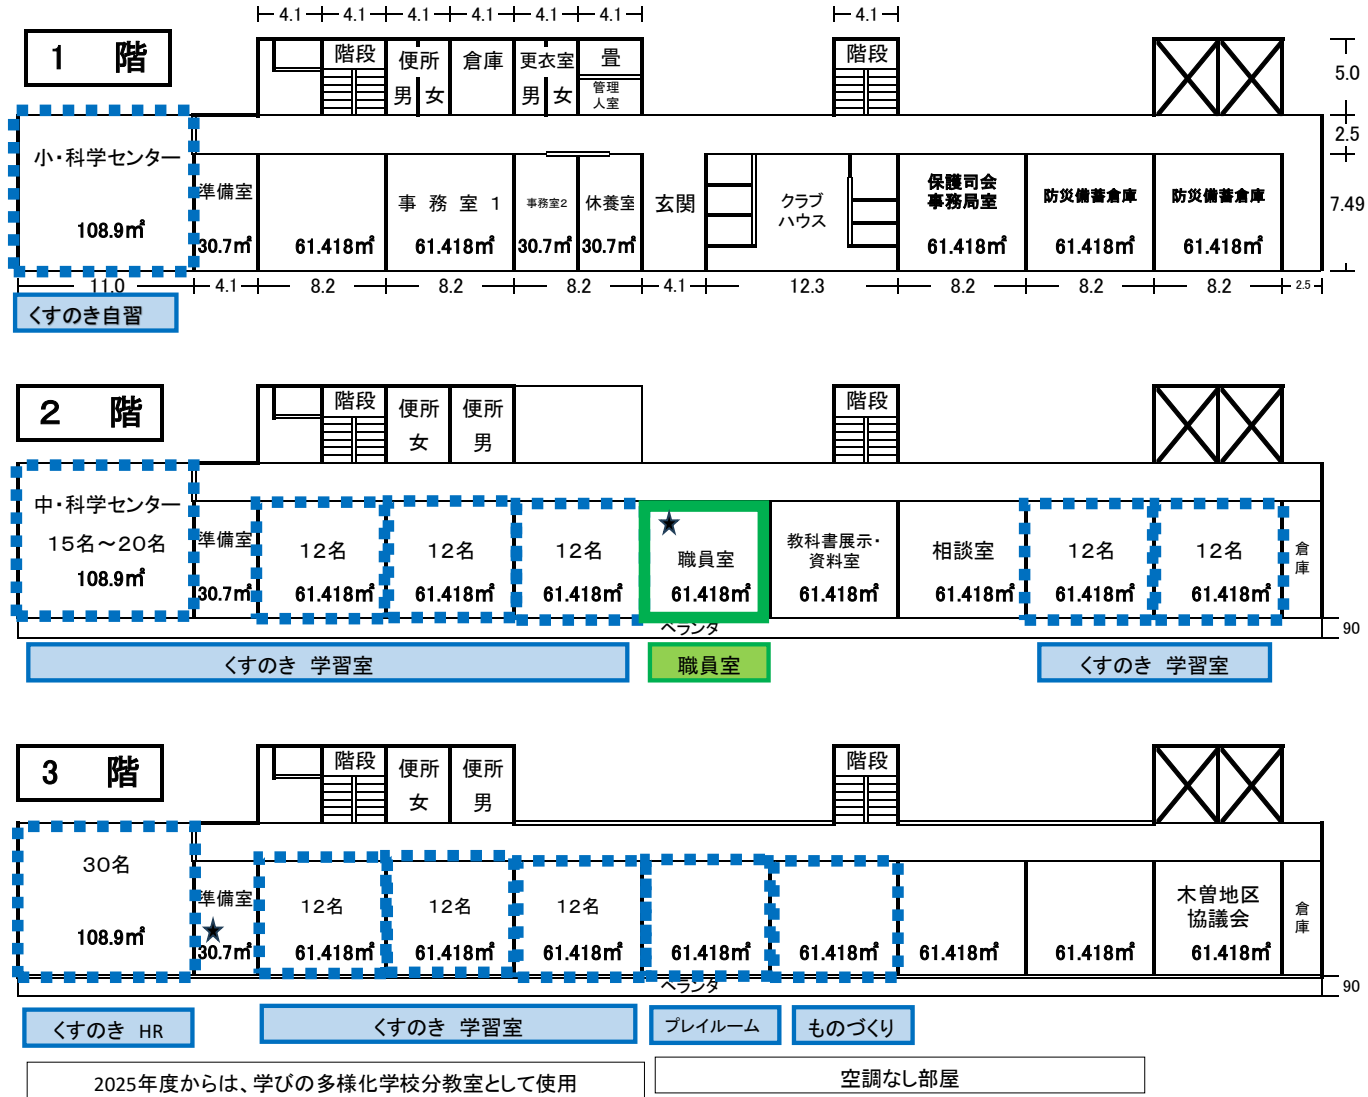 4.1 4.1 4.1 4.1 4.1 4.1 4.1
1 階
階段 便所 倉庫 更衣室 畳 階段
男 女 男 女 管理
人室
5.0
2.5
小・科学センター
108.9㎡
準備室
30.7㎡
61.418㎡
事 務 室 1
61.418㎡
事務室2
30.7㎡
休養室
30.7㎡
玄関
クラブ
ハウス
保護司会
事務局室
61.418㎡
防災備蓄倉庫
61.418㎡
防災備蓄倉庫
61.418㎡
7.49
11.0 4.1 8.2 8.2 8.2 4.1 12.3 8.2 8.2 8.2 2.5
くすのき自習
2 階
階段 便所 便所 階段
女 男
中・科学センター
15名～20名
108.9㎡
準備室
30.7㎡
12名
61.418㎡
12名
61.418㎡
12名
61.418㎡
★
職員室
61.418㎡
教科書展示・
資料室
61.418㎡
相談室
61.418㎡
12名
61.418㎡
12名
61.418㎡
倉
庫
ベランダ
90
くすのき 学習室 職員室 くすのき 学習室
3 階
階段 便所 便所 階段
女 男
30名
108.9㎡
準備室
★
30.7㎡
12名
61.418㎡
12名
61.418㎡
12名
61.418㎡
61.418㎡
61.418㎡
61.418㎡
61.418㎡
木曽地区
協議会
61.418㎡
倉
庫
ベランダ
90
くすのき HR くすのき 学習室 プレイルーム ものづくり
2025年度からは、学びの多様化学校分教室として使用
空調なし部屋